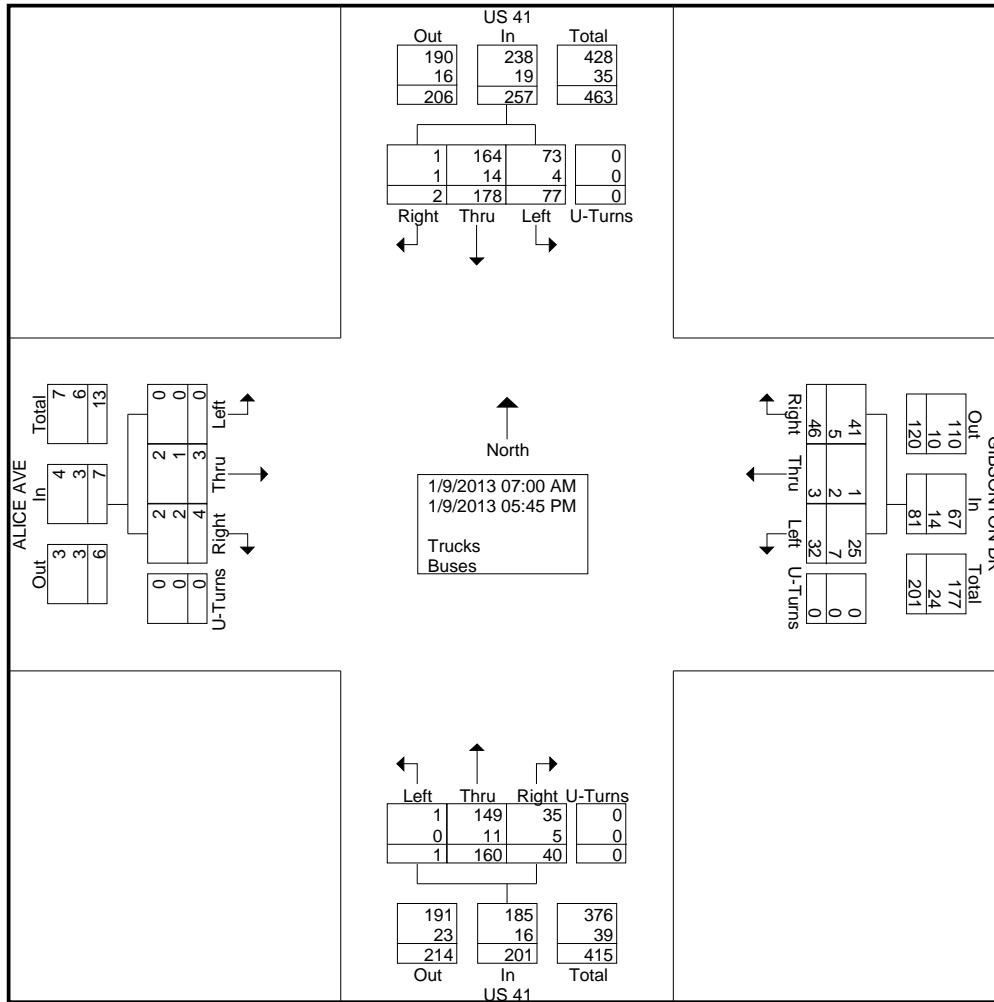 US 41
Out In Total
190 238 428
16 19 35
206 257 463
1 164 73 0
1 14 4 0
2 178 77 0
Right Thru Left U-Turns
ALICE AVE
Total In Out
7 4 3
6 3 3
13 7 6
0 2 2 0
0 1 2 0
0 3 4 0
Left Thru Right U-Turns
North
1/9/2013 07:00 AM
1/9/2013 05:45 PM
Trucks
Buses
Right Thru Left U-Turns
41 1 25 0
5 2 7 0
46 3 32 0
Out In Total
110 67 177
10 14 24
120 81 201
GIBSONTON DR
Left Thru Right U-Turns
1 149 35 0
0 11 5 0
1 160 40 0
191 185 376
23 16 39
214 201 415
Out In Total
US 41